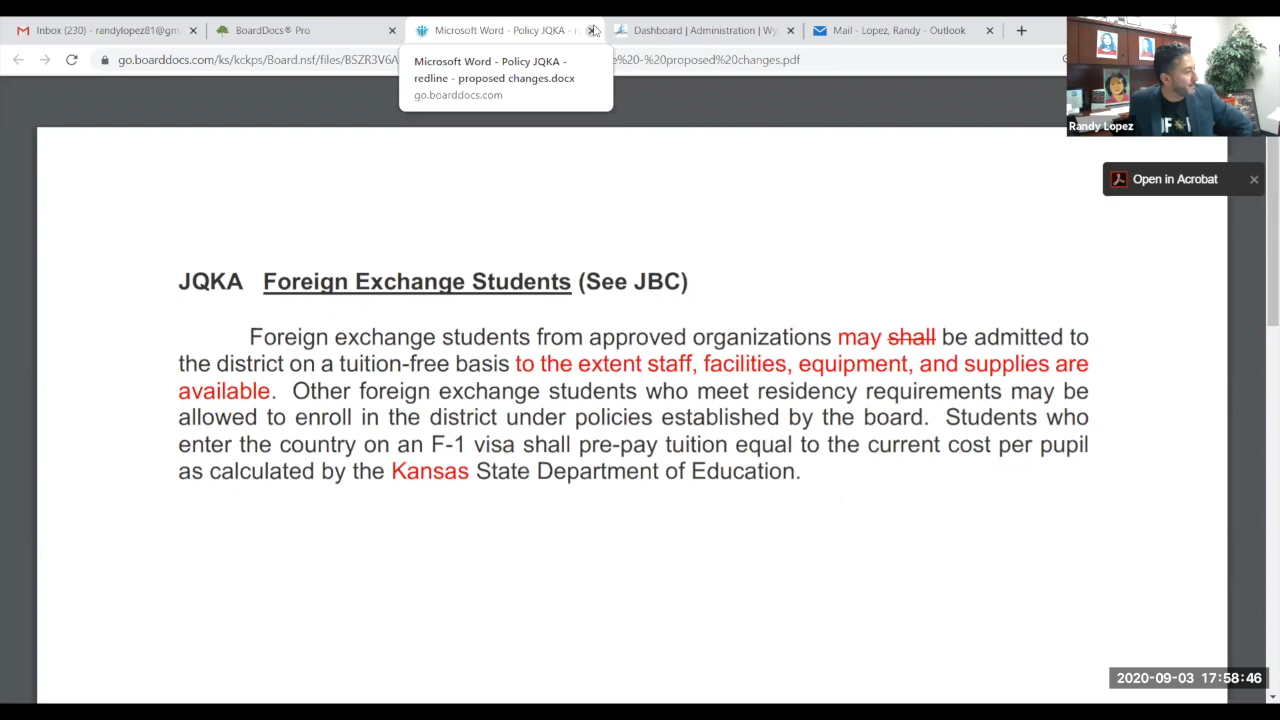 Inbox (230) - randylopez81@gm
BoardDocs® Pro
Microsoft Word - Policy JQKA - r
Dashboard | Administration | Wy
Mail - Lopez, Randy - Outlook
go.boarddocs.com/ks/kckps/Board.nsf/files/BSZR3V6A
e%20-%20proposed%20changes.pdf
Microsoft Word - Policy JQKA -
redline - proposed changes.docx
go.boarddocs.com
Randy Lopez
Open in Acrobat
JQKA Foreign Exchange Students (See JBC)
Foreign exchange students from approved organizations may shall be admitted to
the district on a tuition-free basis to the extent staff, facilities, equipment, and supplies are
available. Other foreign exchange students who meet residency requirements may be
allowed to enroll in the district under policies established by the board. Students who
enter the country on an F-1 visa shall pre-pay tuition equal to the current cost per pupil
as calculated by the Kansas State Department of Education.
2020-09-03 17:58:46